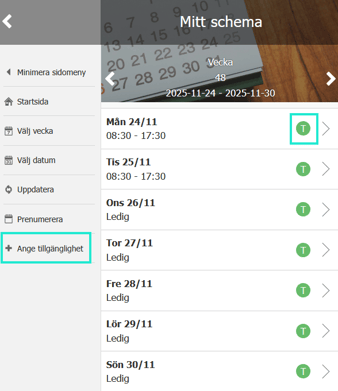 Mitt schema
Minimera sidomeny
Startsida
Välj vecka
Välj datum
Uppdatera
Prenumerera
Ange tillgänglighet
Vecka
48
2025-11-24 - 2025-11-30
Mån 24/11
08:30 - 17:30
T
Tis 25/11
08:30 - 17:30
T
Ons 26/11
Ledig
T
Tor 27/11
Ledig
T
Fre 28/11
Ledig
T
Lör 29/11
Ledig
T
Sön 30/11
Ledig
T